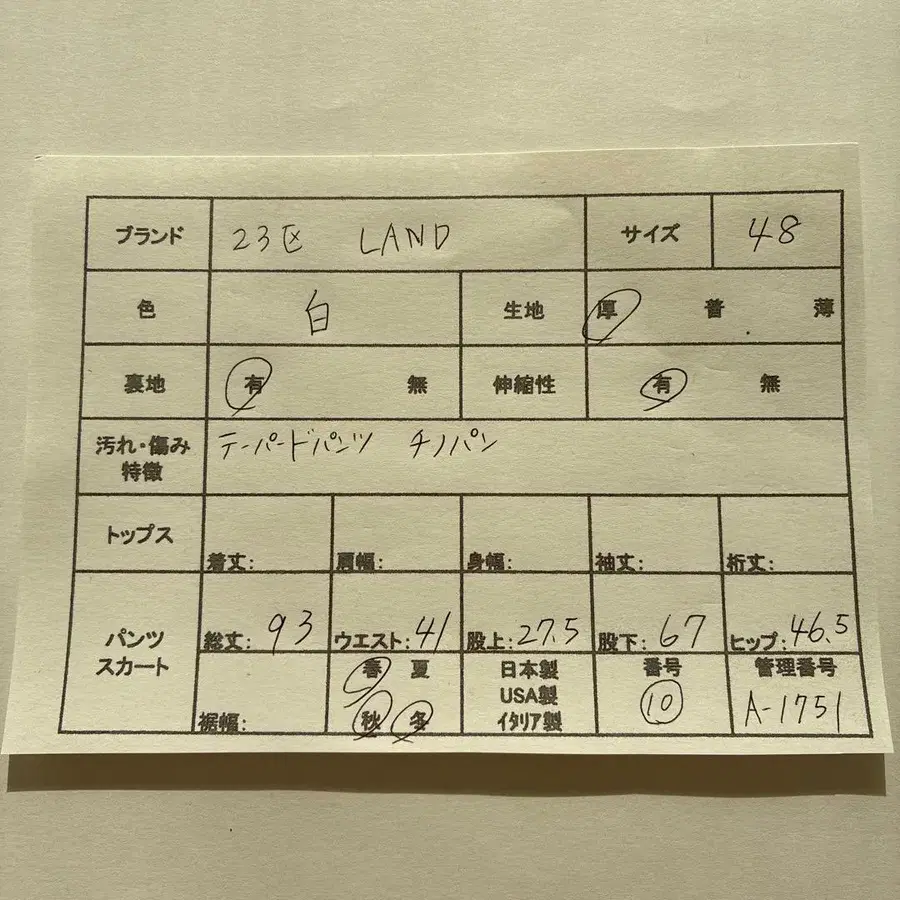 ブランド 23区 LAND サイズ 48
色 白 生地 厚 普 薄
裏地 有 無 伸縮性 有 無
汚れ・傷み
特徴
テーパードパンツ チノパン
トップス 着丈: 肩幅: 身幅: 袖丈: 裄丈:
パンツ
スカート
総丈: 93 ウエスト: 41 股上: 27.5 股下: 67 ヒップ: 46.5
裾幅:
春 夏
秋 冬
日本製
USA製
イタリア製
番号
10
管理番号
A-1751